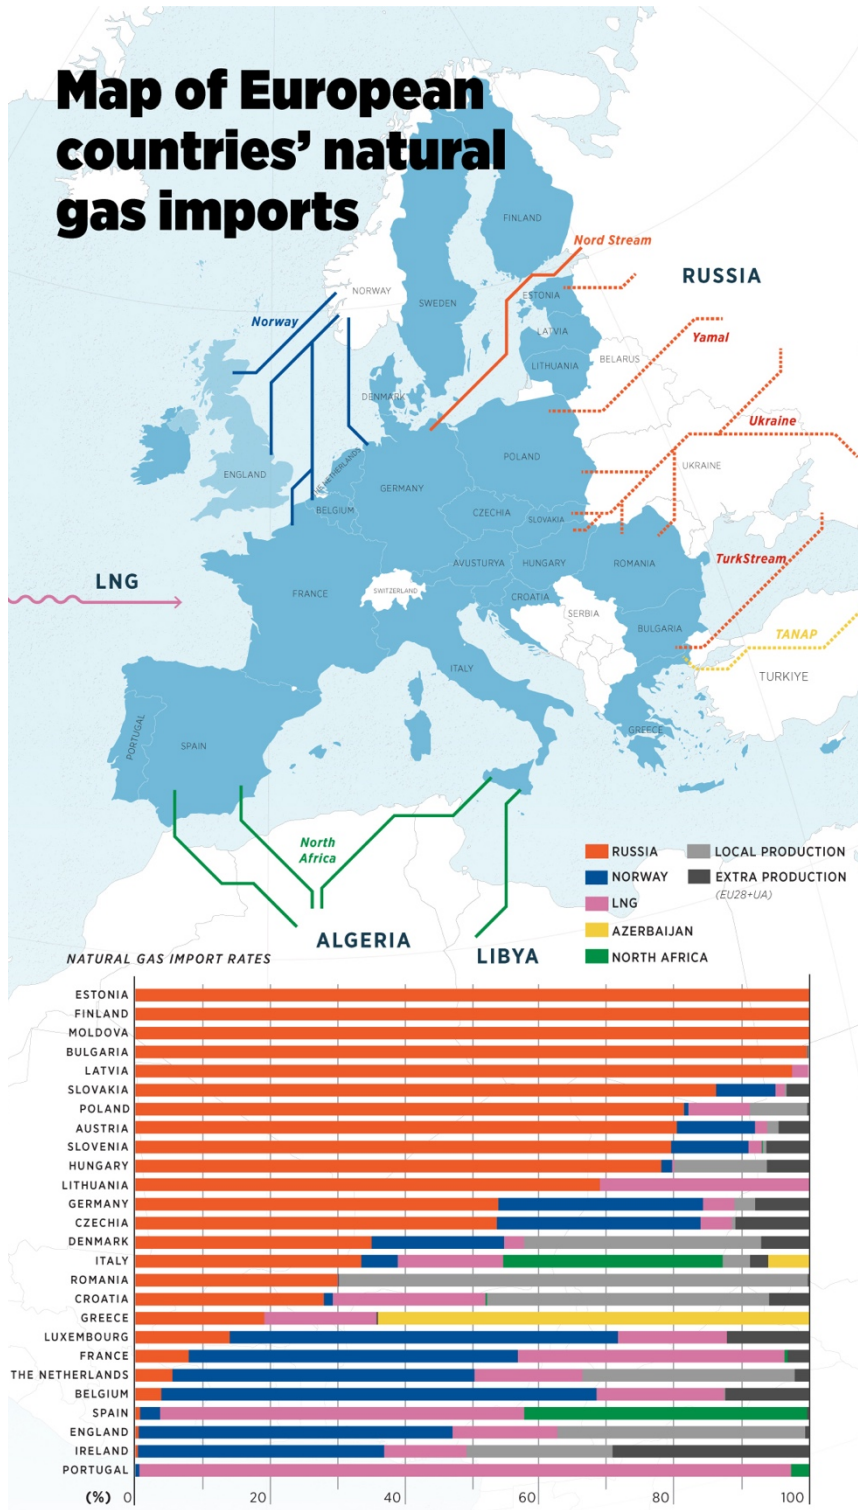 Map of European
countries’ natural
gas imports
FINLAND
Nord Stream
RUSSIA
NORWAY
ESTONIA
SWEDEN
Norway
LATVIA
Yamal
BELARUS
LITHUANIA
DENMARK
Ukraine
POLAND
UKRAINE
ENGLAND
THE NETHERLANDS
GERMANY
BELGIUM
CZECHIA
SLOVAKIA
TurkStream
AVUSTURYA
HUNGARY
ROMANIA
LNG
FRANCE
SWITZERLAND
CROATIA
SERBIA
BULGARIA
TANAP
ITALY
TURKIYE
PORTUGAL
SPAIN
GREECE
North
Africa
RUSSIA
LOCAL PRODUCTION
NORWAY
EXTRA PRODUCTION
(EU28+UA)
LNG
AZERBAIJAN
NORTH AFRICA
ALGERIA
LIBYA
NATURAL GAS IMPORT RATES
ESTONIA
FINLAND
MOLDOVA
BULGARIA
LATVIA
SLOVAKIA
POLAND
AUSTRIA
SLOVENIA
HUNGARY
LITHUANIA
GERMANY
CZECHIA
DENMARK
ITALY
ROMANIA
CROATIA
GREECE
LUXEMBOURG
FRANCE
THE NETHERLANDS
BELGIUM
SPAIN
ENGLAND
IRELAND
PORTUGAL
(%) 0 20 40 60 80 100